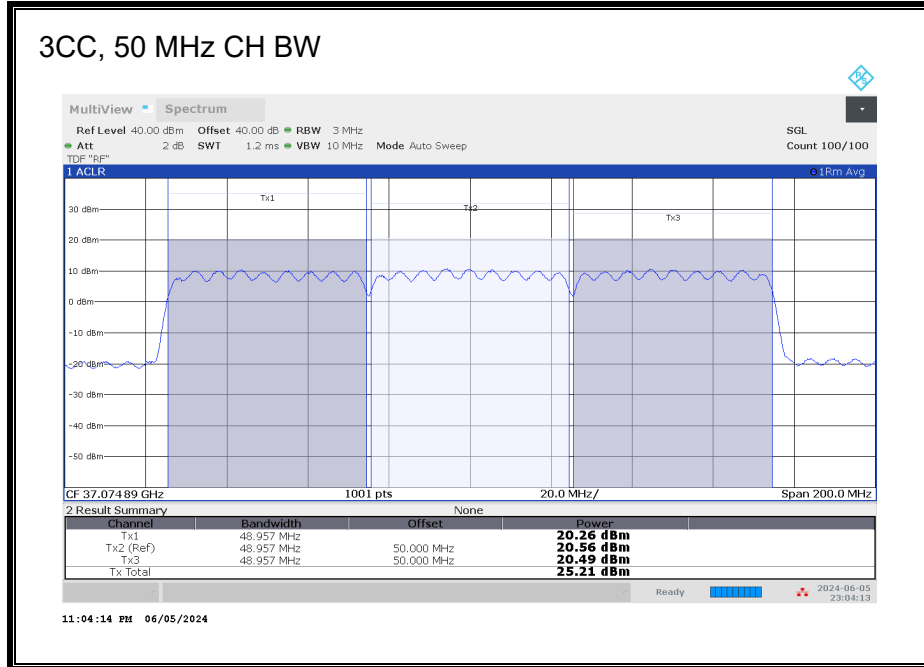 3CC, 50 MHz CH BW
R S
MultiView Spectrum
Ref Level 40.00 dBm Offset 40.00 dB RBW 3 MHz SGL
Att 2 dB SWT 1.2 ms VBW 10 MHz Mode Auto Sweep Count 100/100
TDF "RF"
1 ACLR 1Rm Avg
Tx1
Tx2
Tx3
30 dBm
20 dBm
10 dBm
0 dBm
-10 dBm
-20 dBm
-30 dBm
-40 dBm
-50 dBm
CF 37.07489 GHz 1001 pts 20.0 MHz/ Span 200.0 MHz
2 Result Summary None
Channel Bandwidth Offset Power
Tx1 48.957 MHz 20.26 dBm
Tx2 (Ref) 48.957 MHz 50.000 MHz 20.56 dBm
Tx3 48.957 MHz 50.000 MHz 20.49 dBm
Tx Total 25.21 dBm
Ready 2024-06-05
23:04:13
11:04:14 PM 06/05/2024